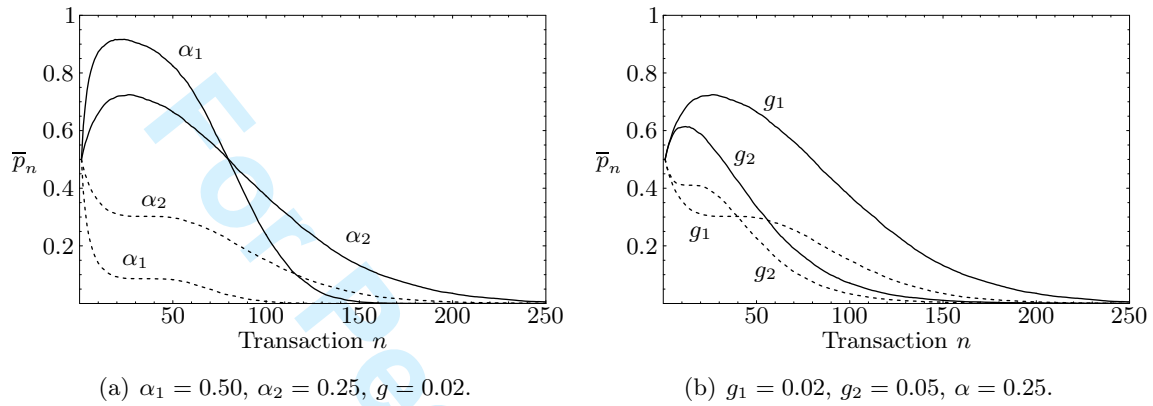 1
0.8
0.6
p̅ₙ
0.4
0.2
α₁
α₂
α₂
α₁
50 100 150 200 250
Transaction n
(a) α₁ = 0.50, α₂ = 0.25, g = 0.02.
1
0.8
0.6
p̅ₙ
0.4
0.2
g₁
g₂
g₁
g₂
50 100 150 200 250
Transaction n
(b) g₁ = 0.02, g₂ = 0.05, α = 0.25.
For Pe